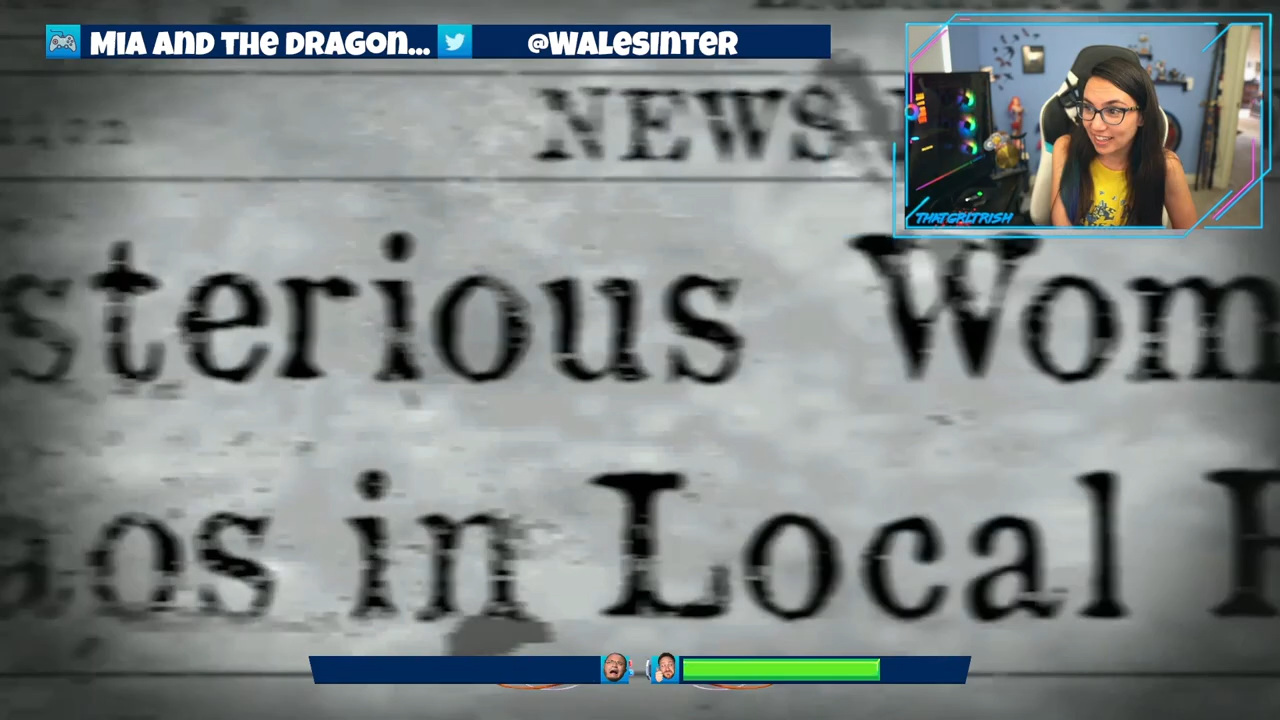 MIA AND THE DRAGON... @WALESINTER
NEWS
THATGRLTRISH
sterious Wom
aos in Local